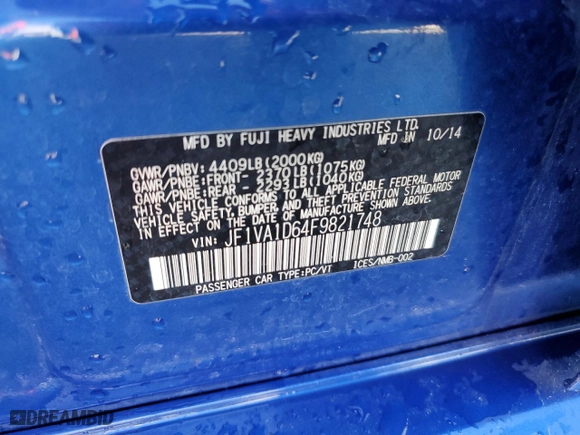 MFD BY FUJI HEAVY INDUSTRIES LTD.
MFD IN 10/14
GVWR/PNBV: 4409LB(2000KG)
GAWR/PNBE:FRONT- 2370LB(1075KG)
GAWR/PNBE:REAR - 2293LB(1040KG)
THIS VEHICLE CONFORMS TO ALL APPLICABLE FEDERAL MOTOR
VEHICLE SAFETY, BUMPER, AND THEFT PREVENTION STANDARDS
IN EFFECT ON THE DATE OF MANUFACTURE SHOWN ABOVE.
VIN: JF1VA1D64F9821748
PASSENGER CAR TYPE:PC/VT ICES/NMB-002
DREAMBID